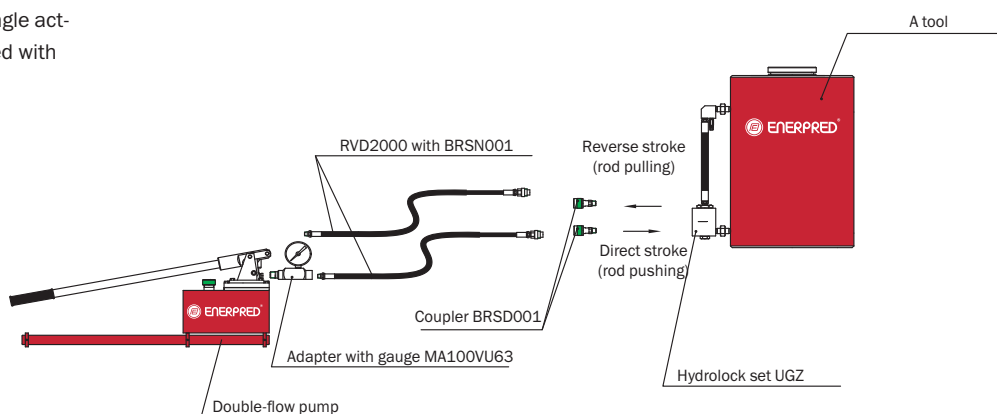 ngle act-
ed with
A tool
ENERPRED®
RVD2000 with BRSN001
Reverse stroke
(rod pulling)
Direct stroke
(rod pushing)
ENERPRED®
Coupler BRSD001
Adapter with gauge MA100VU63
Hydrolock set UGZ
Double-flow pump